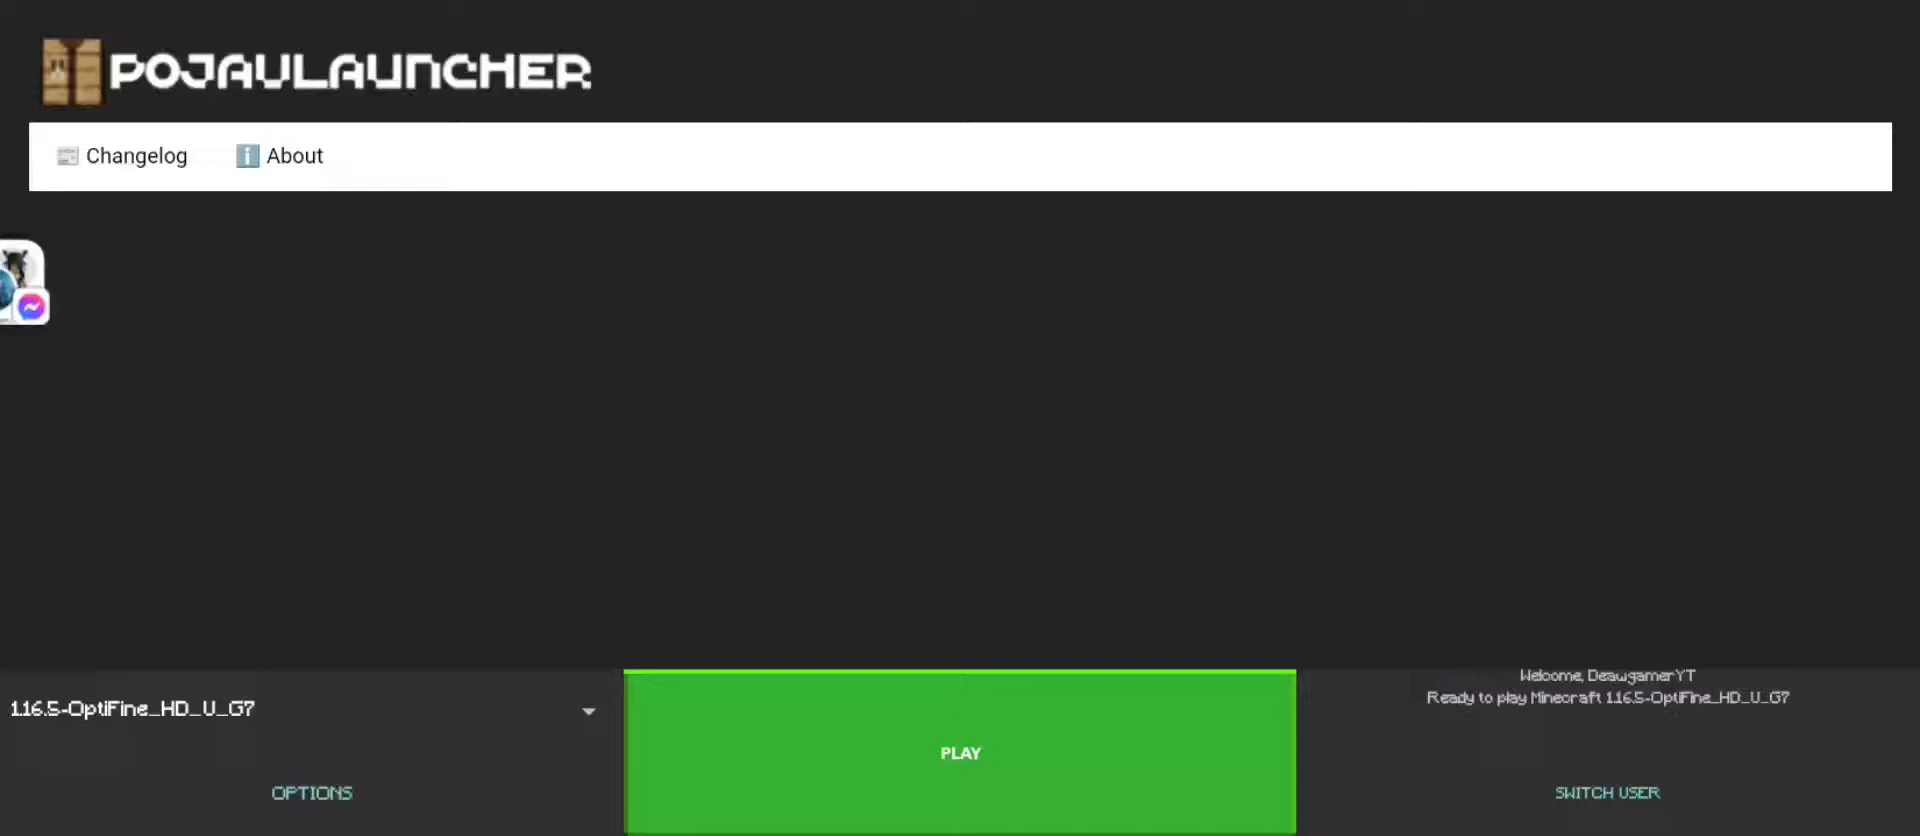 POJAVLAUNCHER
Changelog
About
Welcome, DeawgamerYT
1.16.5-OptiFine_HD_U_G7
Ready to play Minecraft 1.16.5-OptiFine_HD_U_G7
PLAY
OPTIONS
SWITCH USER